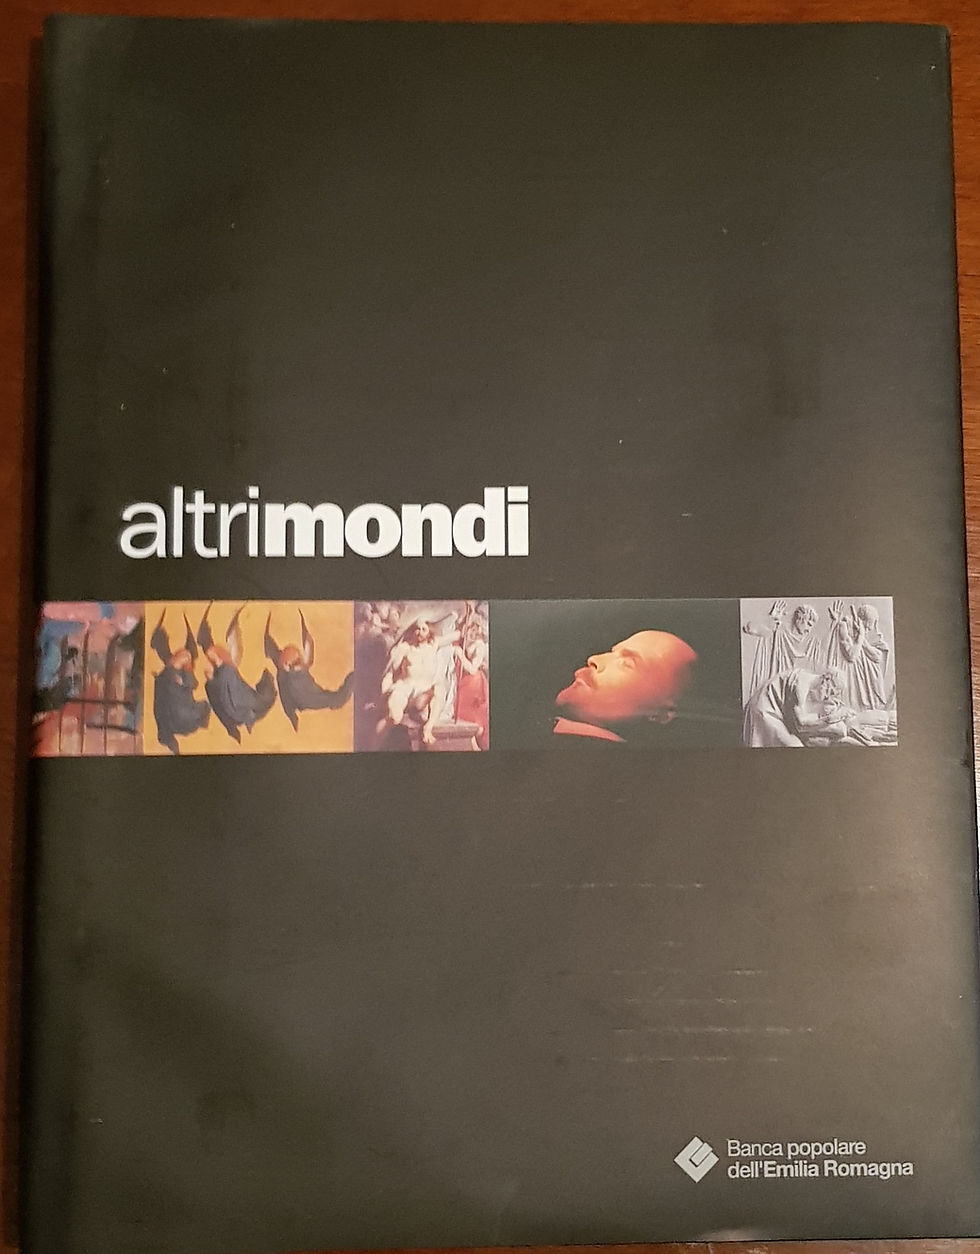 altrimondi
Banca popolare
dell'Emilia Romagna